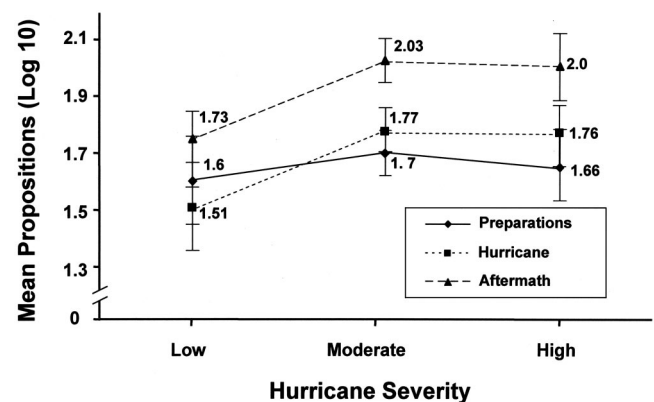 Mean Propositions (Log 10)
2.1
1.9
1.7
1.5
1.3
0
1.73
1.6
1.51
2.03
1.77
1. 7
2.0
1.76
1.66
Preparations
Hurricane
Aftermath
Low
Moderate
High
Hurricane Severity